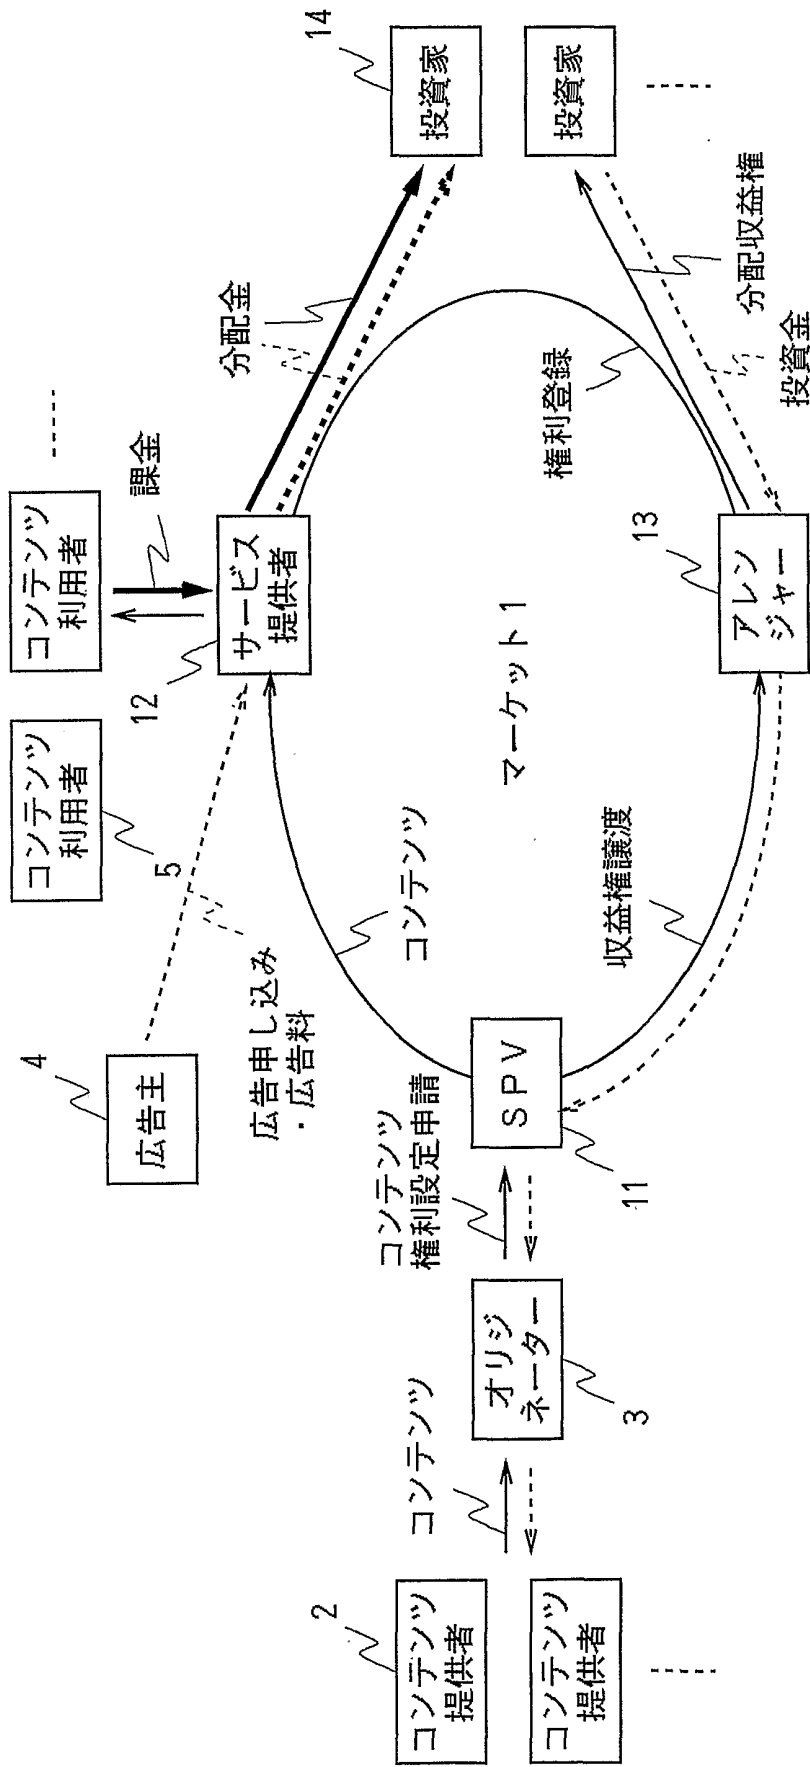 コンテンツ
提供者
コンテンツ
提供者
2
コンテンツ
オリジ
ネーター
3
コンテンツ
権利設定申請
SPV
11
広告主
4
広告申し込み
・広告料
コンテンツ
利用者
5
コンテンツ
利用者
課金
コンテンツ
収益権譲渡
マーケット1
サービス
提供者
12
アレン
ジャー
13
分配金
権利登録
分配収益権
投資金
投資家
14
投資家